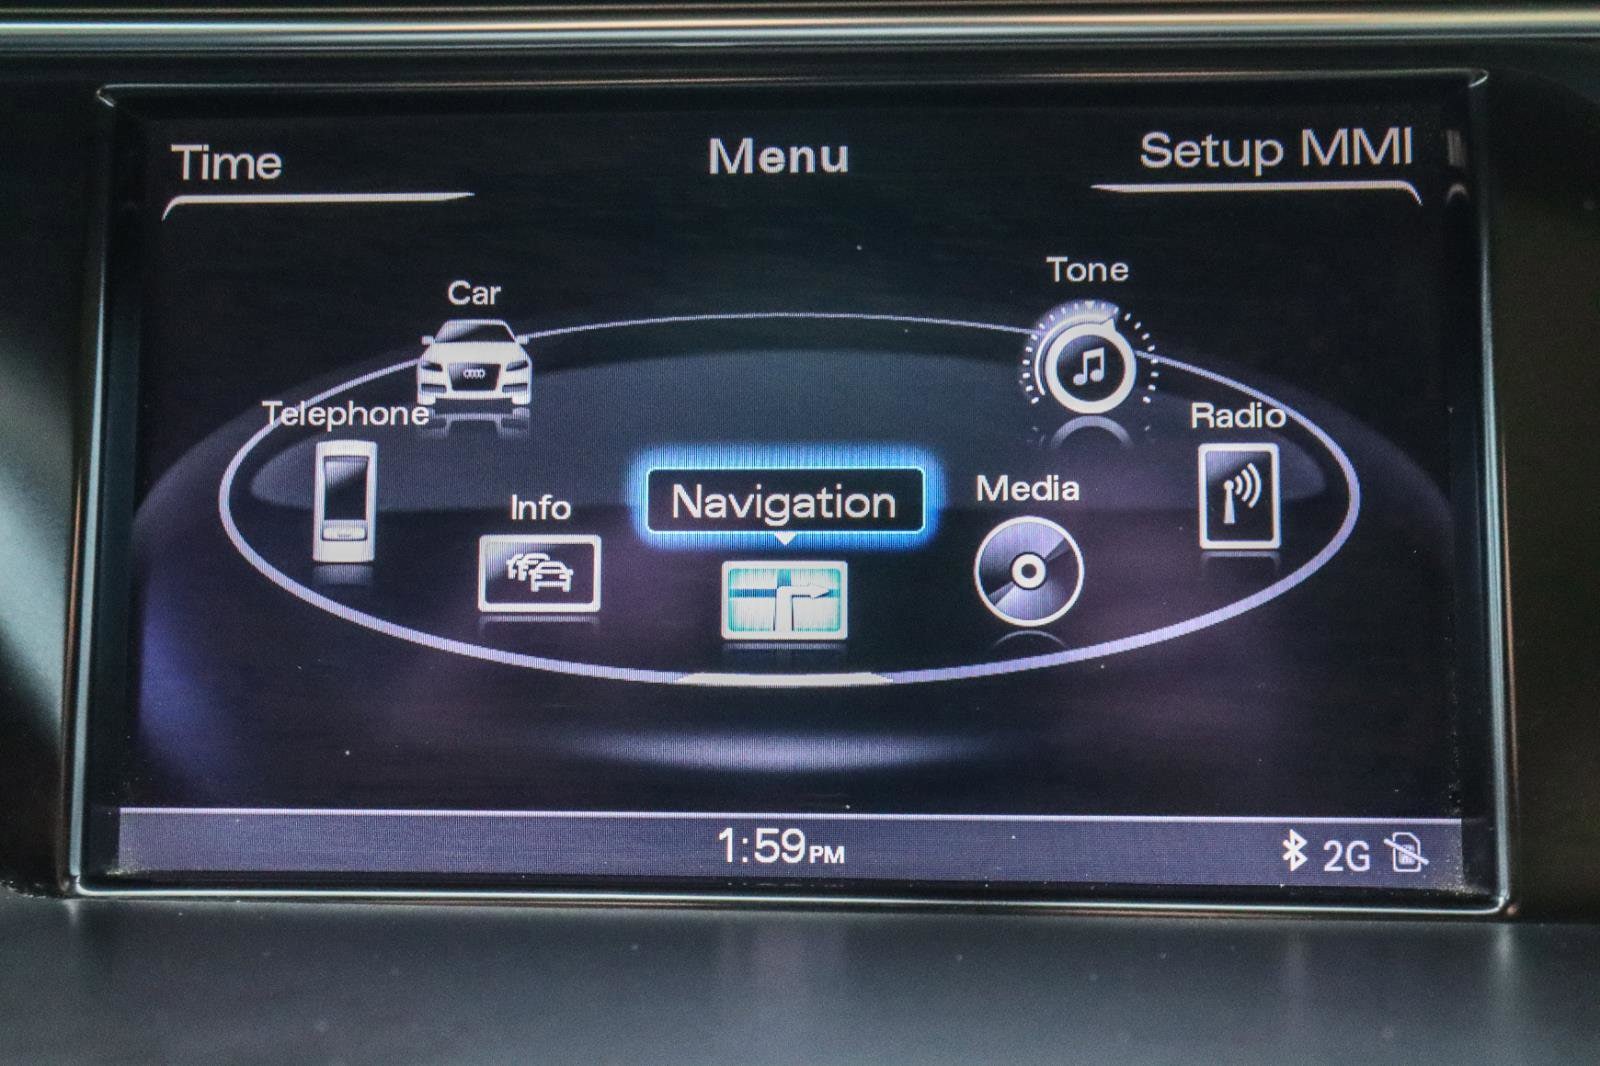 Time
Menu
Setup MMI
Car
Tone
Telephone
Radio
Info
Navigation
Media
1:59PM
2G